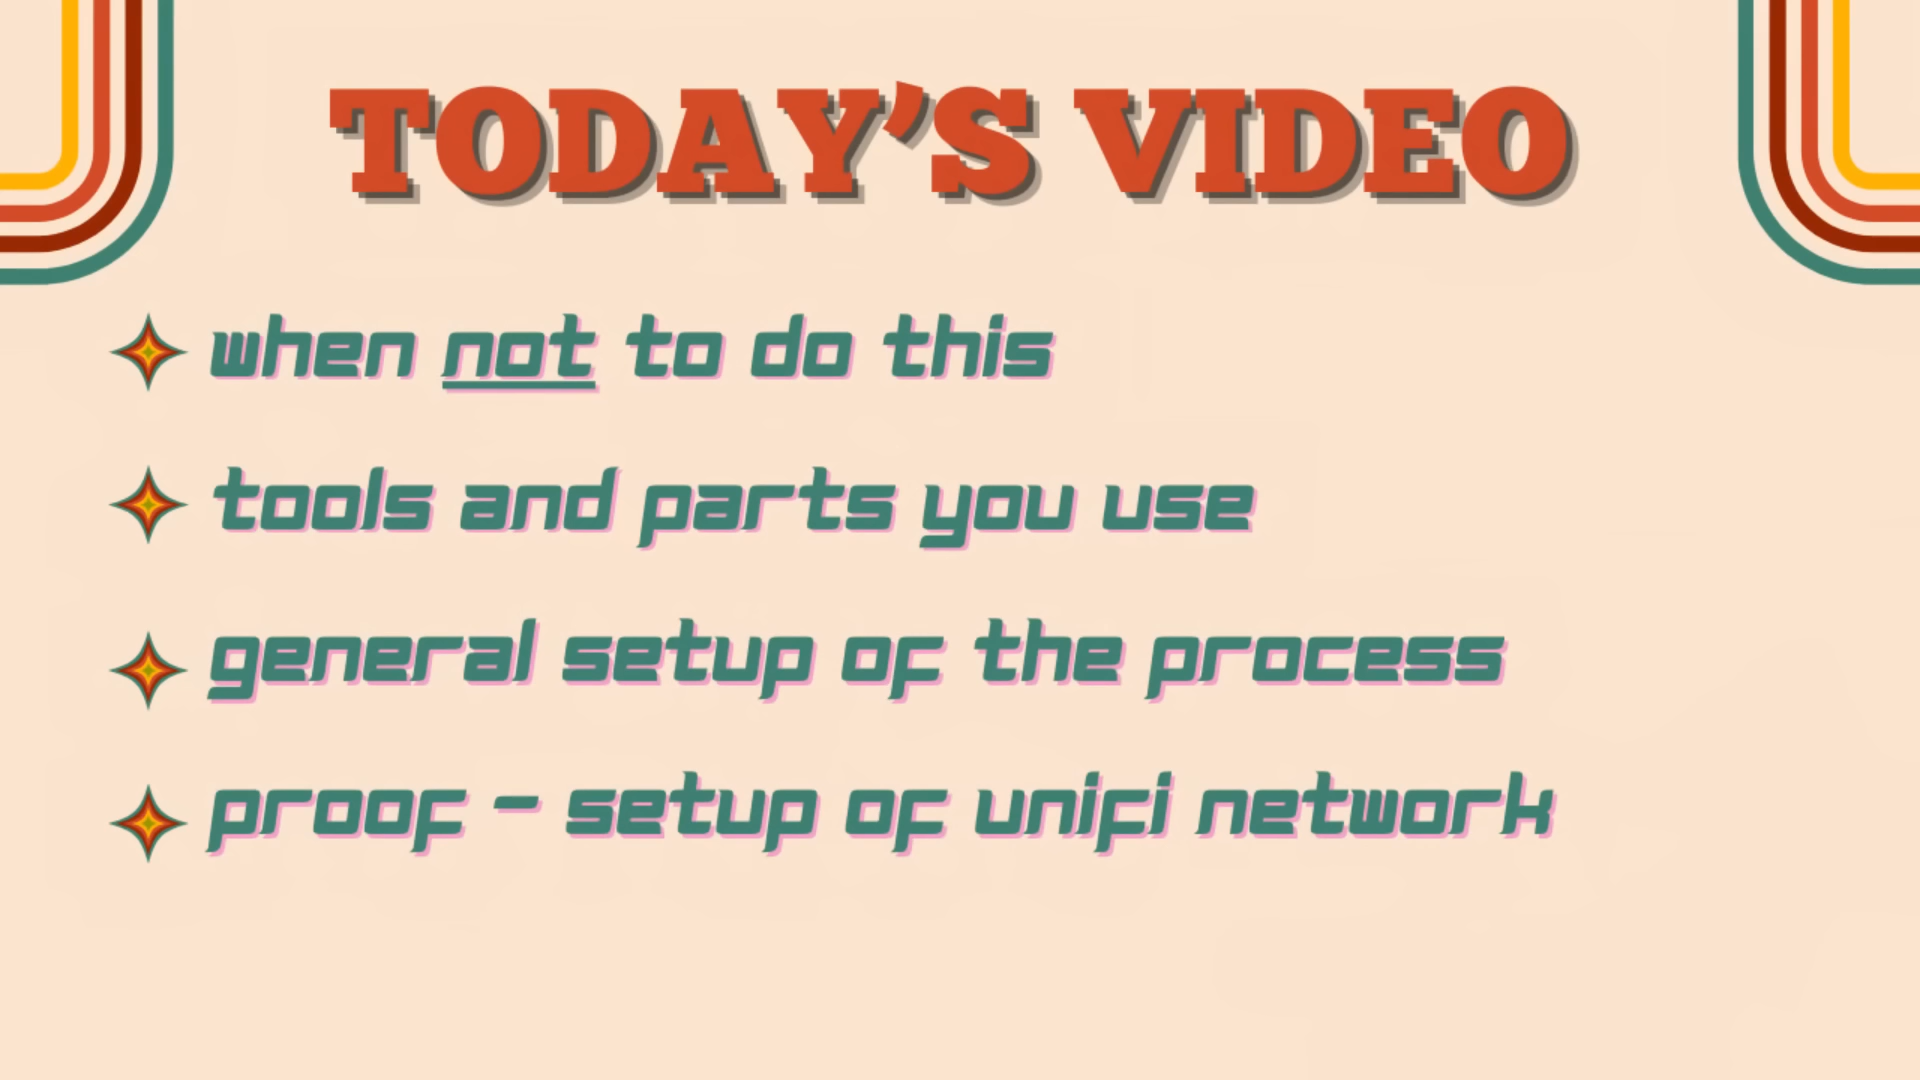 TODAY'S VIDEO
when not to do this
tools and parts you use
general setup of the process
proof - setup of unifi network